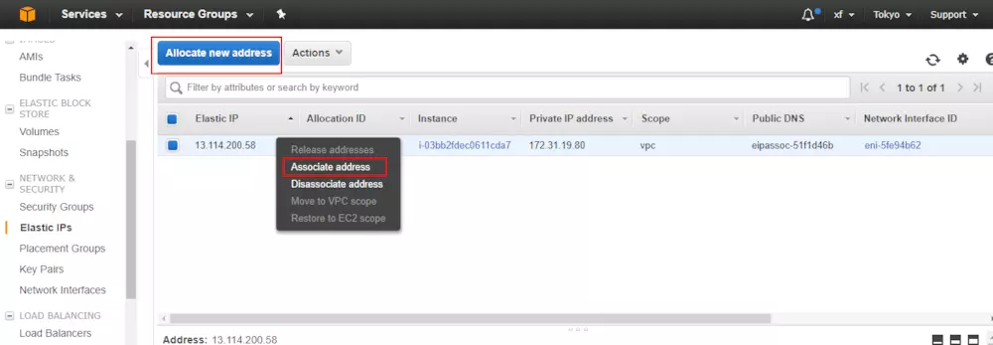 Services Resource Groups xf Tokyo Support
AMIs
Bundle Tasks
ELASTIC BLOCK
STORE
Volumes
Snapshots
NETWORK &
SECURITY
Security Groups
Elastic IPs
Placement Groups
Key Pairs
Network Interfaces
LOAD BALANCING
Load Balancers
Allocate new address Actions
Filter by attributes or search by keyword 1 to 1 of 1
Elastic IP Allocation ID Instance Private IP address Scope Public DNS Network Interface ID
13.114.200.58 i-03bb2fdec0611cda7 172.31.19.80 vpc eipassoc-51f1d46b eni-5fe94b62
Release addresses
Associate address
Disassociate address
Move to VPC scope
Restore to EC2 scope
Address: 13.114.200.58